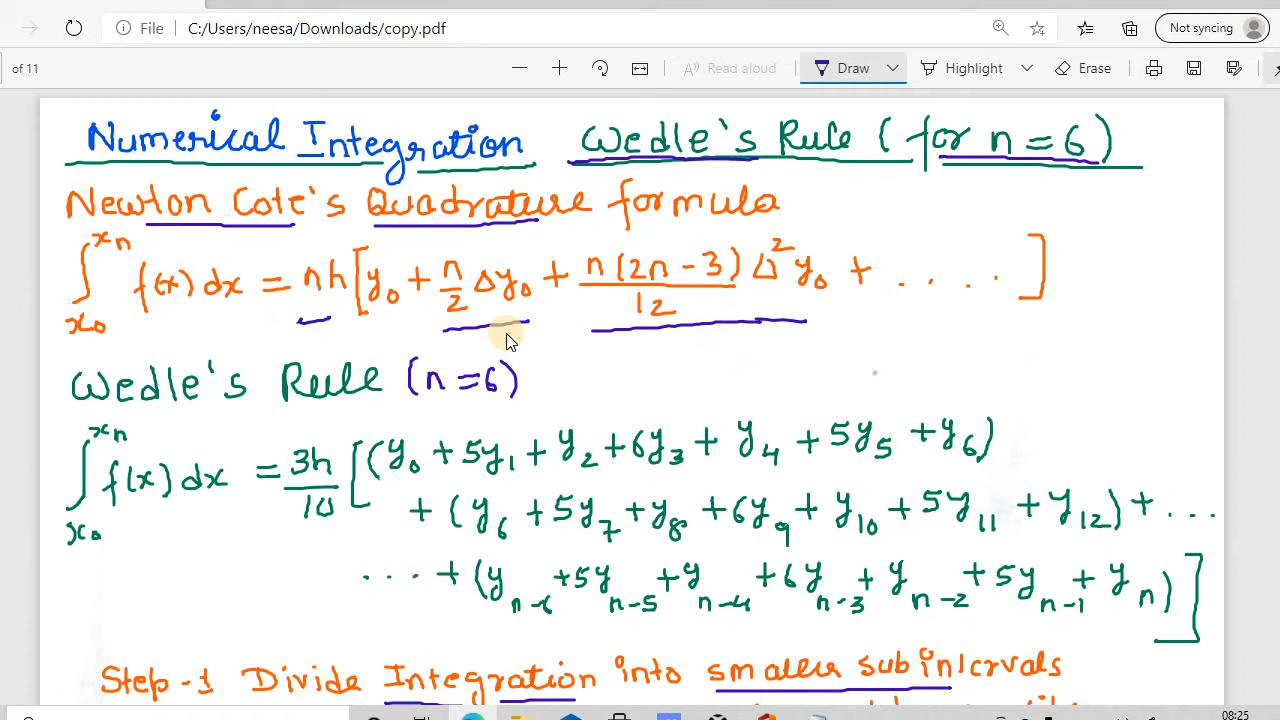 File C:/Users/neesa/Downloads/copy.pdf Not syncing
of 11 Read aloud Draw Highlight Erase
Numerical Integration Wedle's Rule (for n=6)
Newton Cote's Quadrature formula
∫_{x₀}^{xₙ} f(x) dx = nh [y₀ + n/2 Δy₀ + n(2n-3)/12 Δ²y₀ + ....]
Wedle's Rule (n=6)
∫_{x₀}^{xₙ} f(x) dx = 3h/10 [(y₀ + 5y₁ + y₂ + 6y₃ + y₄ + 5y₅ + y₆)
+ (y₆ + 5y₇ + y₈ + 6y₉ + y₁₀ + 5y₁₁ + y₁₂) + ...
... + (y_{n-6} + 5y_{n-5} + y_{n-4} + 6y_{n-3} + y_{n-2} + 5y_{n-1} + y_n)]
Step-1 Divide Integration into smaller subintervals
08:25